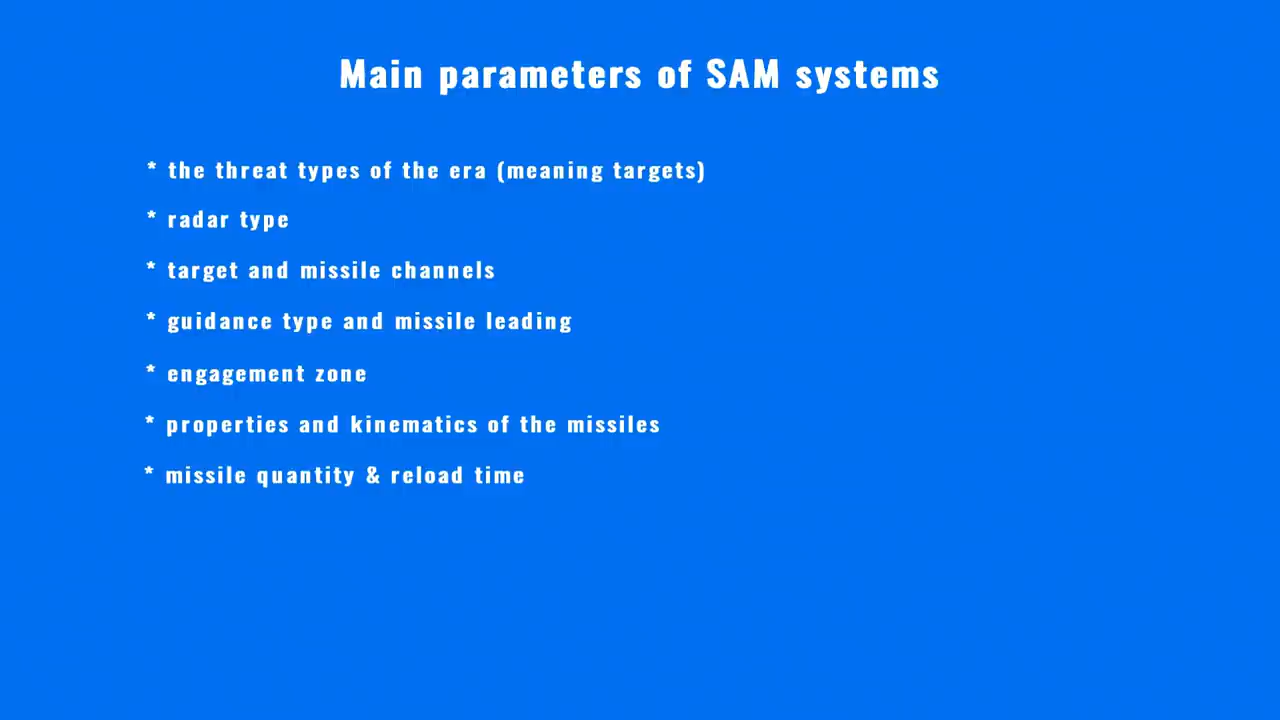 Main parameters of SAM systems
* the threat types of the era (meaning targets)
* radar type
* target and missile channels
* guidance type and missile leading
* engagement zone
* properties and kinematics of the missiles
* missile quantity & reload time